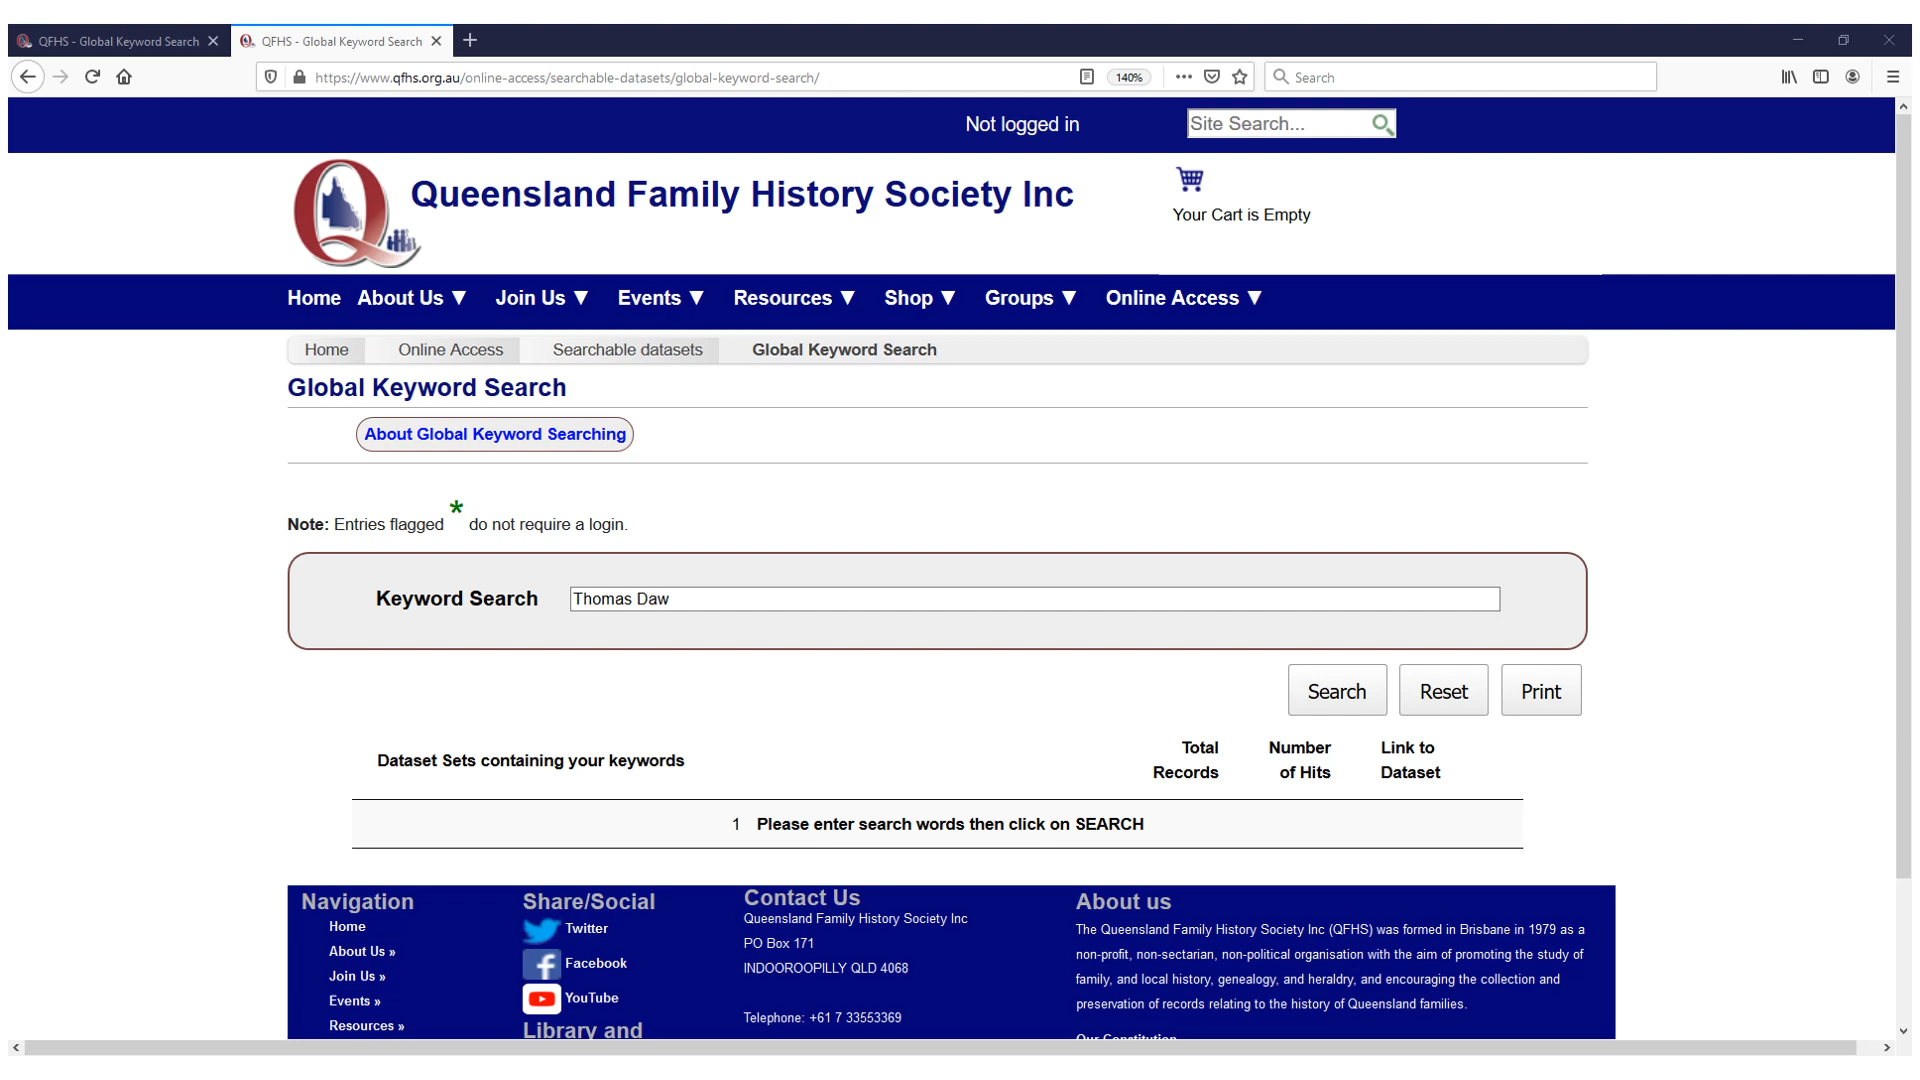 QFHS - Global Keyword Search
QFHS - Global Keyword Search
https://www.qfhs.org.au/online-access/searchable-datasets/global-keyword-search/
140%
Search
Not logged in
Site Search...
Queensland Family History Society Inc
Your Cart is Empty
Home About Us ▼ Join Us ▼ Events ▼ Resources ▼ Shop ▼ Groups ▼ Online Access ▼
Home Online Access Searchable datasets Global Keyword Search
Global Keyword Search
About Global Keyword Searching
Note: Entries flagged * do not require a login.
Keyword Search Thomas Daw
Search Reset Print
Dataset Sets containing your keywords
Total Records
Number of Hits
Link to Dataset
1 Please enter search words then click on SEARCH
Navigation
Home
About Us »
Join Us »
Events »
Resources »
Share/Social
Twitter
Facebook
YouTube
Library and
Contact Us
Queensland Family History Society Inc
PO Box 171
INDOOROOPILLY QLD 4068
Telephone: +61 7 33553369
About us
The Queensland Family History Society Inc (QFHS) was formed in Brisbane in 1979 as a
non-profit, non-sectarian, non-political organisation with the aim of promoting the study of
family, and local history, genealogy, and heraldry, and encouraging the collection and
preservation of records relating to the history of Queensland families.
Our Constitution